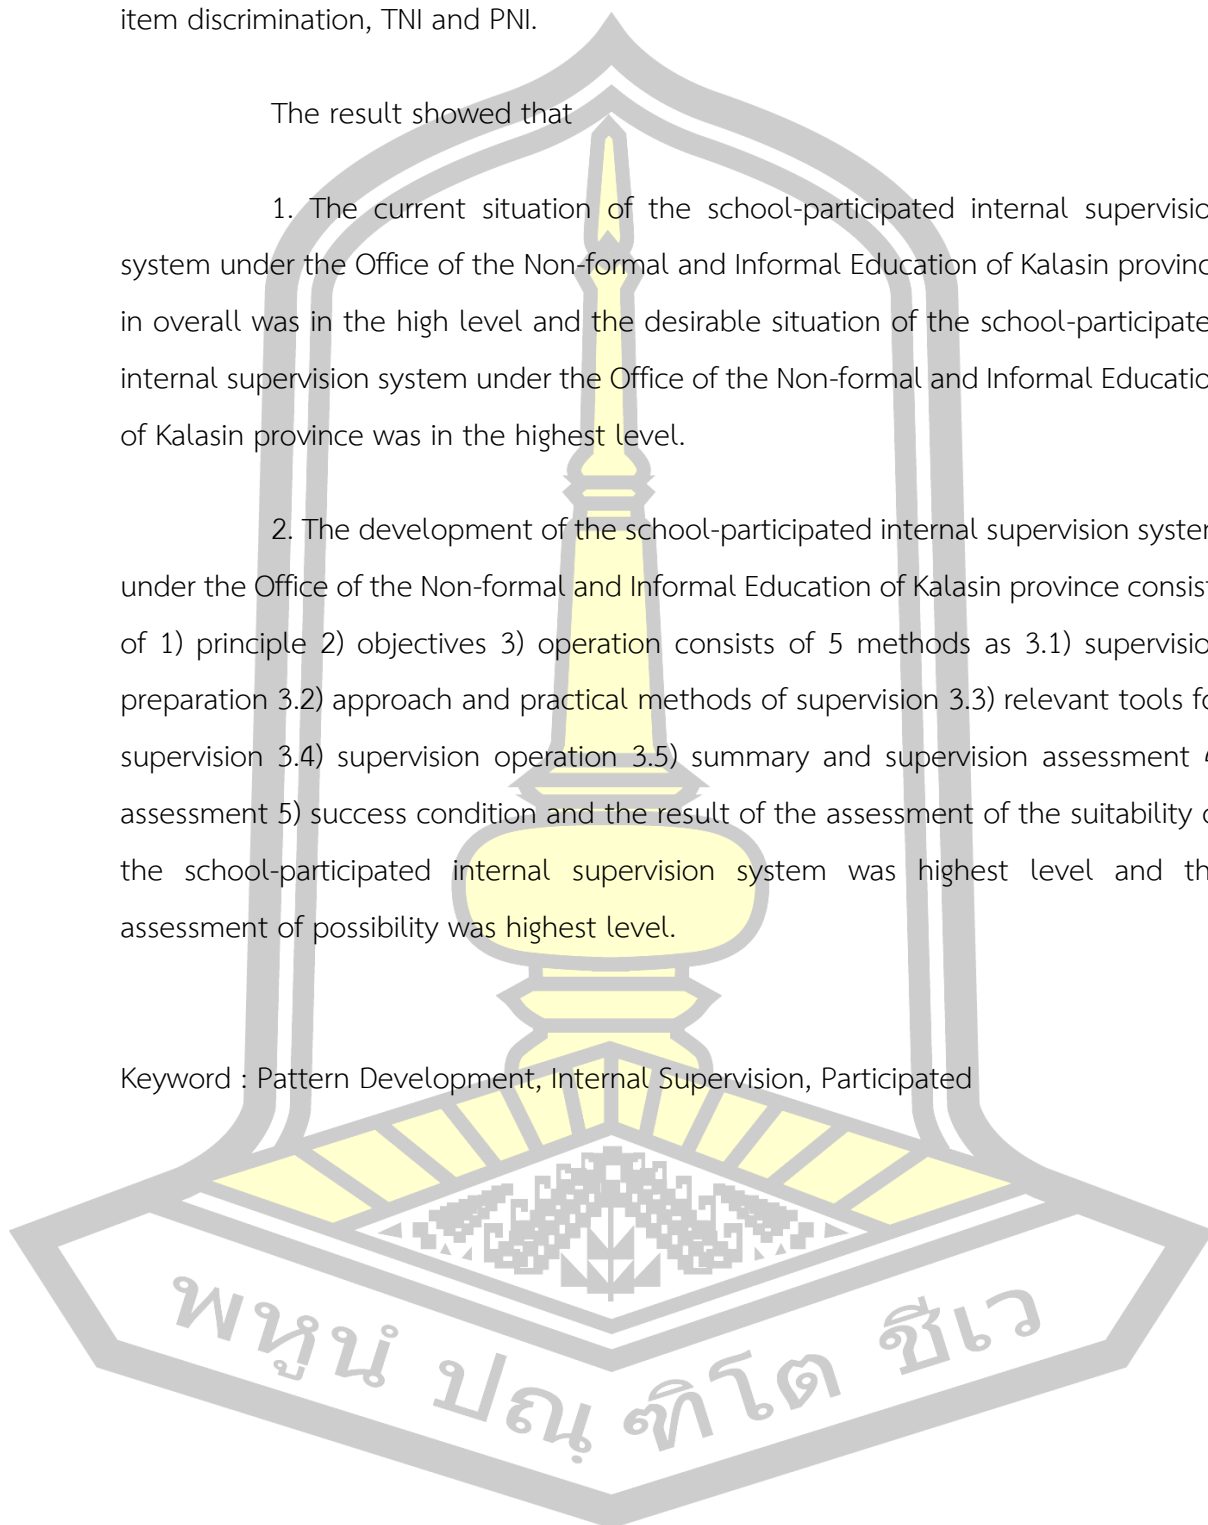 item discrimination, TNI and PNI.
The result showed that
1. The current situation of the school-participated internal supervisio
system under the Office of the Non-formal and Informal Education of Kalasin provinc
in overall was in the high level and the desirable situation of the school-participate
internal supervision system under the Office of the Non-formal and Informal Educatio
of Kalasin province was in the highest level.
2. The development of the school-participated internal supervision system
under the Office of the Non-formal and Informal Education of Kalasin province consist
of 1) principle 2) objectives 3) operation consists of 5 methods as 3.1) supervisio
preparation 3.2) approach and practical methods of supervision 3.3) relevant tools fo
supervision 3.4) supervision operation 3.5) summary and supervision assessment 4
assessment 5) success condition and the result of the assessment of the suitability o
the school-participated internal supervision system was highest level and th
assessment of possibility was highest level.
Keyword : Pattern Development, Internal Supervision, Participated
พหูนํ ปณฺ ฑิโต ชีเว